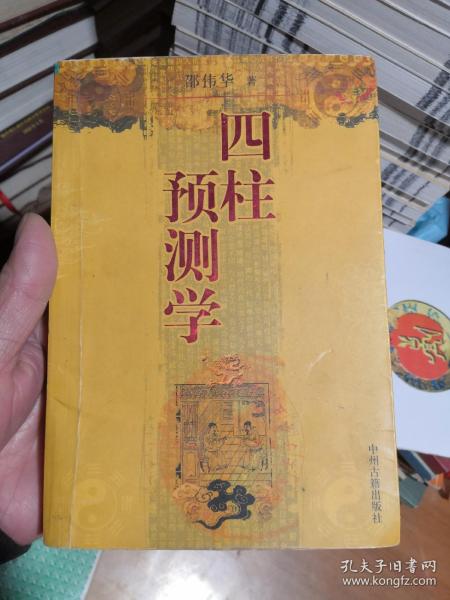 邵伟华 著
四柱
预测学
中州古籍出版社
孔夫子旧书网
www.kongfz.com